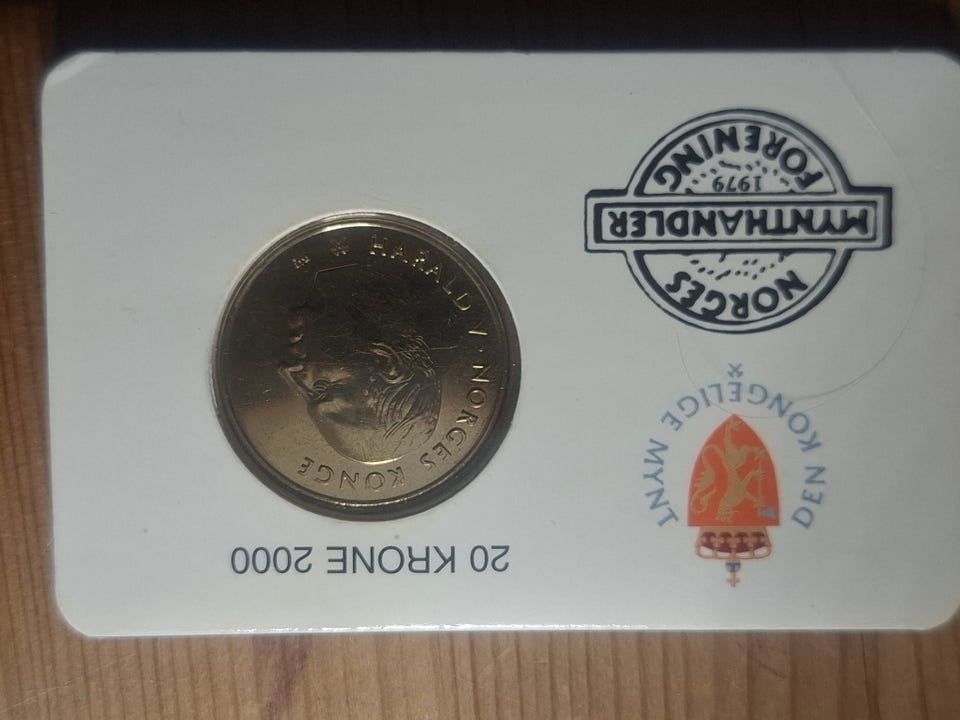 20 KRONE 2000
DEN KONGELIGE MYNT
NORGES
MYNTHANDLER
1979
FORENING
HARALD V · NORGES KONGE